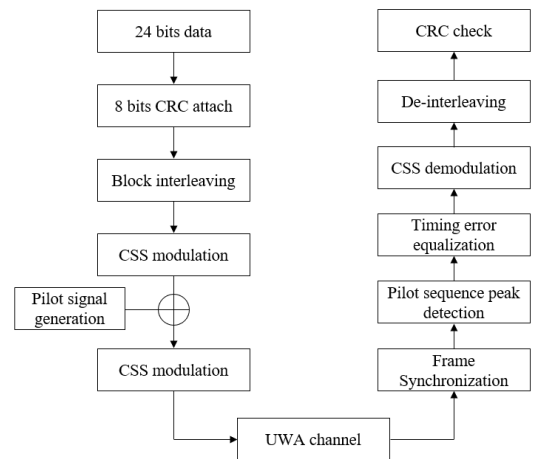 24 bits data
8 bits CRC attach
Block interleaving
CSS modulation
Pilot signal
generation
CSS modulation
UWA channel
CRC check
De-interleaving
CSS demodulation
Timing error
equalization
Pilot sequence peak
detection
Frame
Synchronization